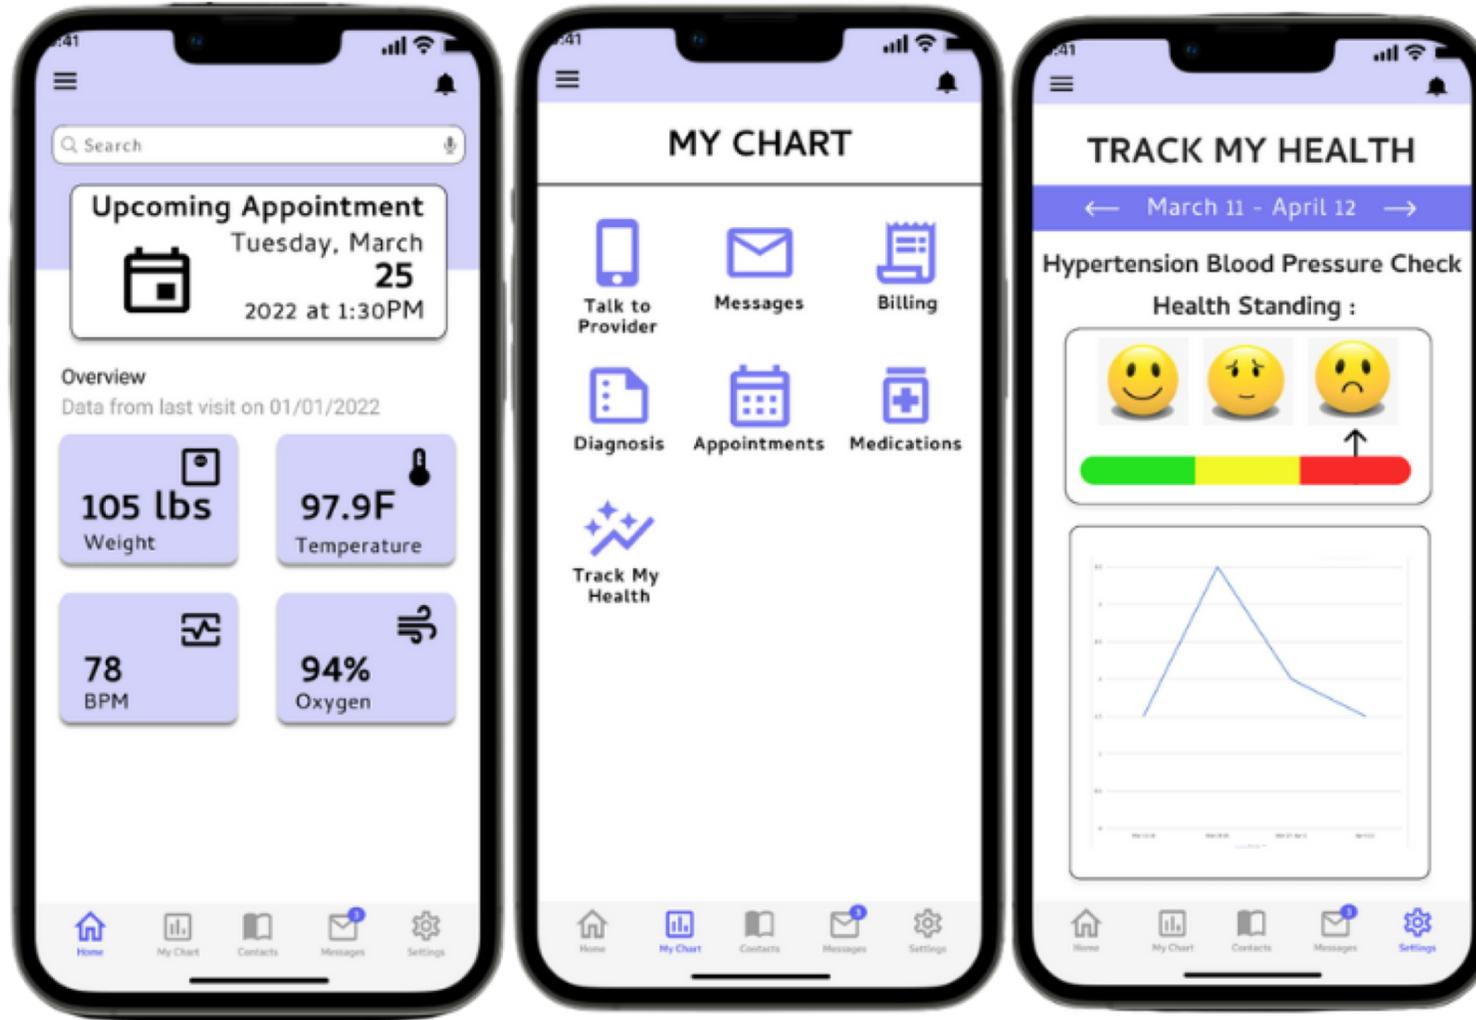 :41
Search
Upcoming Appointment
Tuesday, March
25
2022 at 1:30PM
Overview
Data from last visit on 01/01/2022
105 lbs
Weight
97.9F
Temperature
78
BPM
94%
Oxygen
Home
My Chart
Contacts
3
Messages
Settings
:41
MY CHART
Talk to
Provider
Messages
Billing
Diagnosis
Appointments
Medications
Track My
Health
Home
My Chart
Contacts
3
Messages
Settings
:41
TRACK MY HEALTH
← March 11 - April 12 →
Hypertension Blood Pressure Check
Health Standing :
Home
My Chart
Contacts
3
Messages
Settings